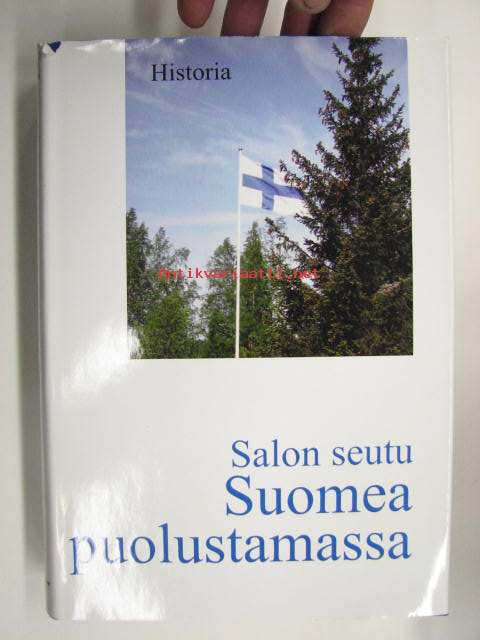 Historia
Antikvariaatti.net
Salon seutu
Suomea
puolustamassa